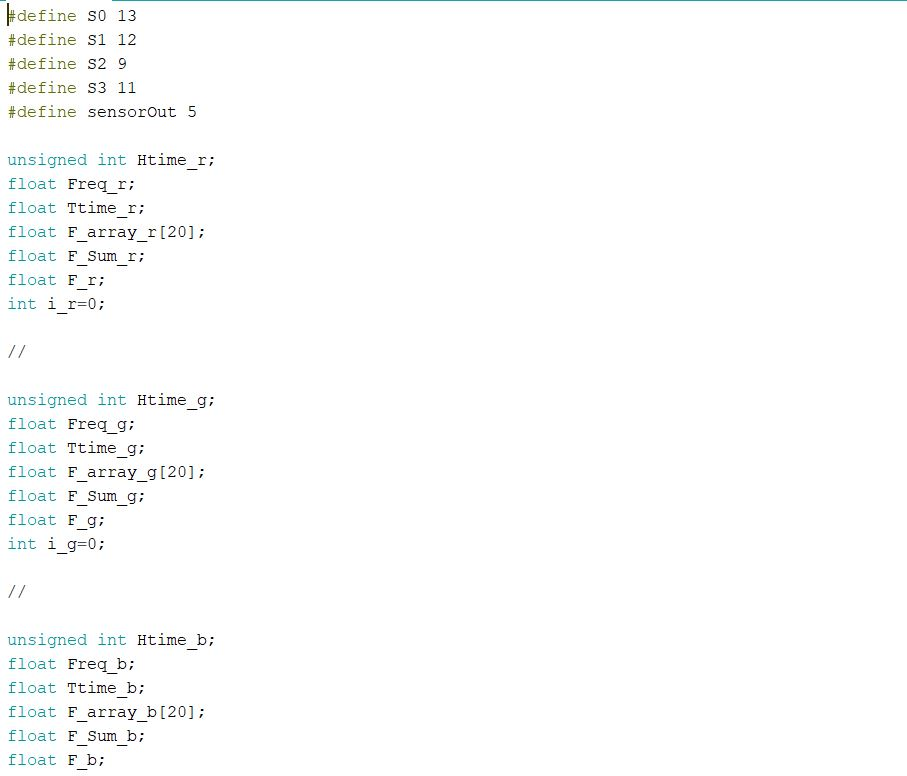 #define S0 13
#define S1 12
#define S2 9
#define S3 11
#define sensorOut 5
unsigned int Htime_r;
float Freq_r;
float Ttime_r;
float F_array_r[20];
float F_Sum_r;
float F_r;
int i_r=0;
//
unsigned int Htime_g;
float Freq_g;
float Ttime_g;
float F_array_g[20];
float F_Sum_g;
float F_g;
int i_g=0;
//
unsigned int Htime_b;
float Freq_b;
float Ttime_b;
float F_array_b[20];
float F_Sum_b;
float F_b;